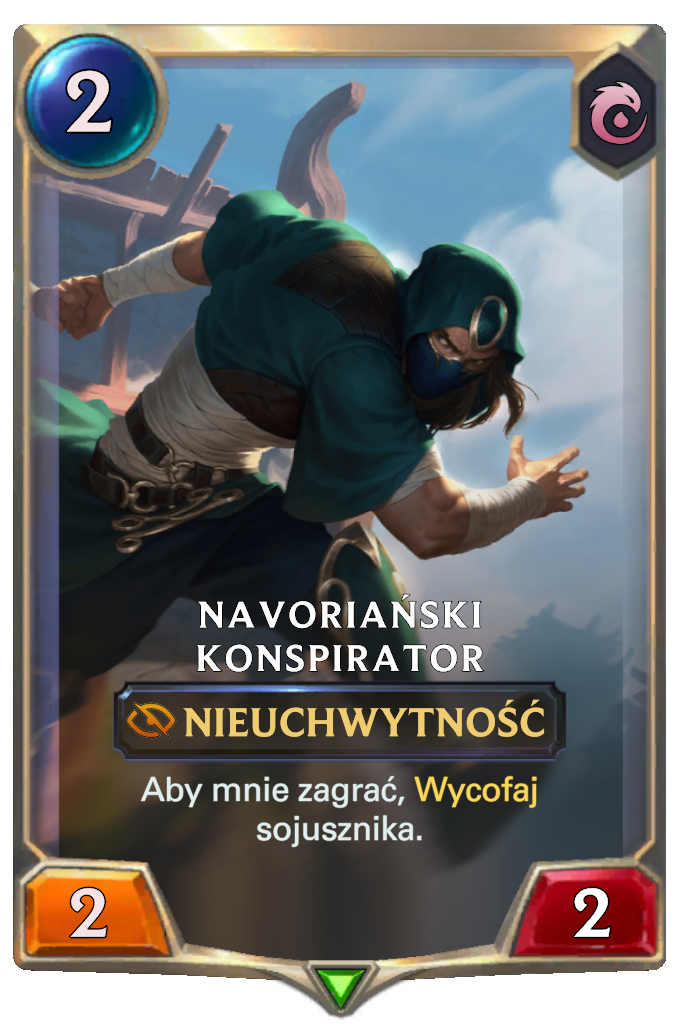 2
NAVORIAŃSKI
KONSPIRATOR
NIEUCHWYTNOŚĆ
Aby mnie zagrać, Wycofaj
sojusznika.
2
2